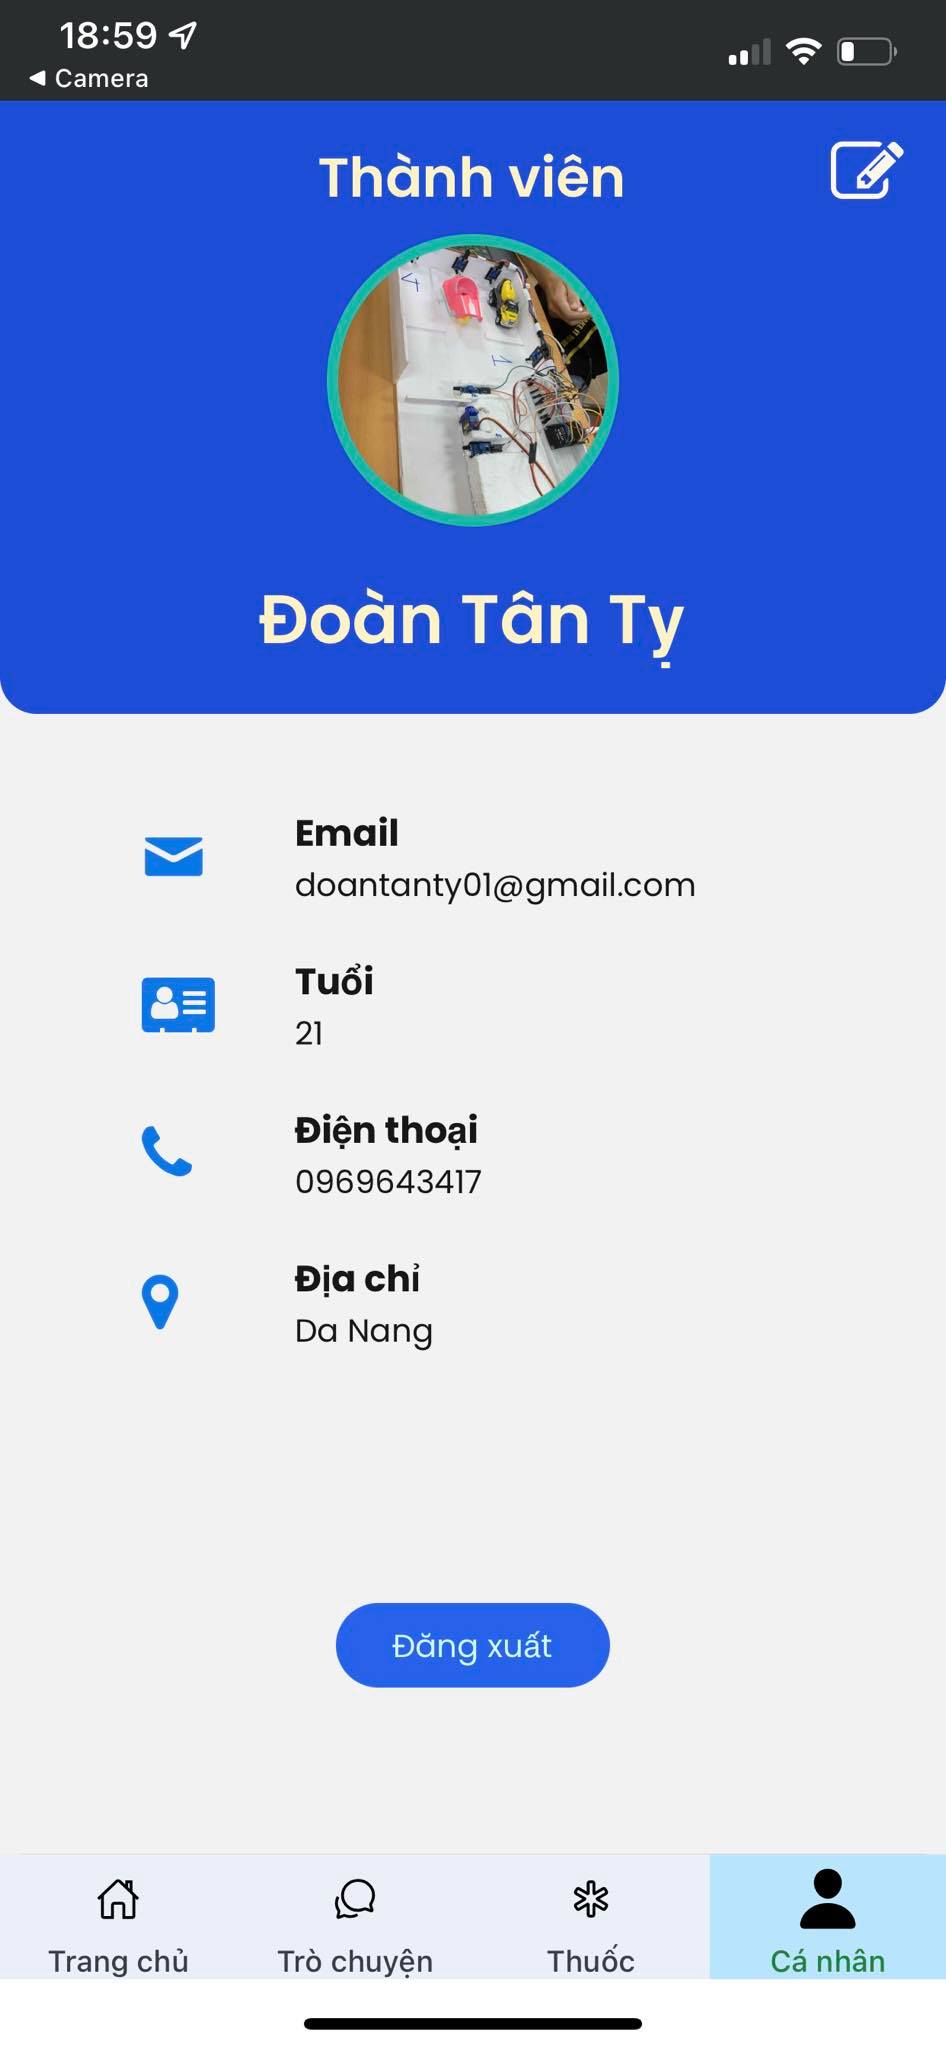 18:59
◀ Camera
Thành viên
Đoàn Tân Tỵ
Email
doantanty01@gmail.com
Tuổi
21
Điện thoại
0969643417
Địa chỉ
Da Nang
Đăng xuất
Trang chủ
Trò chuyện
Thuốc
Cá nhân